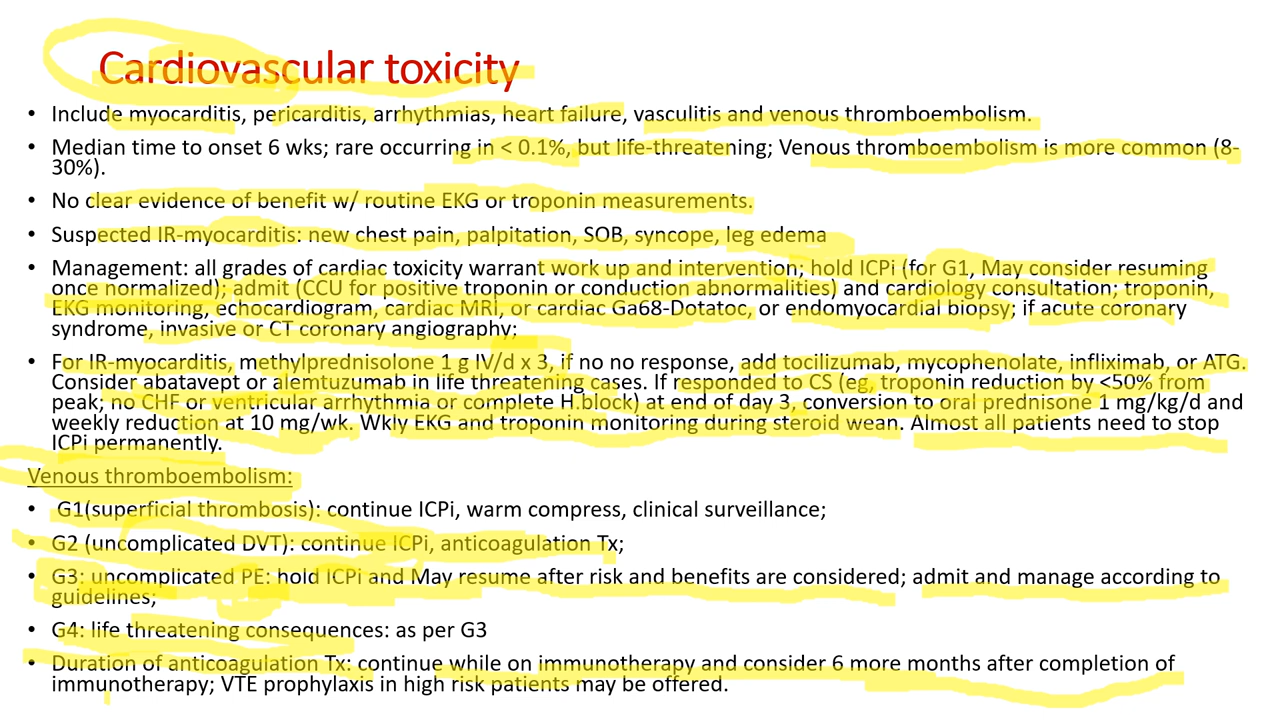 Cardiovascular toxicity
• Include myocarditis, pericarditis, arrhythmias, heart failure, vasculitis and venous thromboembolism.
• Median time to onset 6 wks; rare occurring in < 0.1%, but life-threatening; Venous thromboembolism is more common (8-
30%).
• No clear evidence of benefit w/ routine EKG or troponin measurements.
• Suspected IR-myocarditis: new chest pain, palpitation, SOB, syncope, leg edema
• Management: all grades of cardiac toxicity warrant work up and intervention; hold ICPi (for G1, May consider resuming
once normalized); admit (CCU for positive troponin or conduction abnormalities) and cardiology consultation; troponin,
EKG monitoring, echocardiogram, cardiac MRI, or cardiac Ga68-Dotatoc, or endomyocardial biopsy; if acute coronary
syndrome, invasive or CT coronary angiography;
• For IR-myocarditis, methylprednisolone 1 g IV/d x 3, if no no response, add tocilizumab, mycophenolate, infliximab, or ATG.
Consider abatavept or alemtuzumab in life threatening cases. If responded to CS (eg, troponin reduction by <50% from
peak; no CHF or ventricular arrhythmia or complete H.block) at end of day 3, conversion to oral prednisone 1 mg/kg/d and
weekly reduction at 10 mg/wk. Wkly EKG and troponin monitoring during steroid wean. Almost all patients need to stop
ICPi permanently.
Venous thromboembolism:
• G1(superficial thrombosis): continue ICPi, warm compress, clinical surveillance;
• G2 (uncomplicated DVT): continue ICPi, anticoagulation Tx;
• G3: uncomplicated PE: hold ICPi and May resume after risk and benefits are considered; admit and manage according to
guidelines;
• G4: life threatening consequences: as per G3
• Duration of anticoagulation Tx: continue while on immunotherapy and consider 6 more months after completion of
immunotherapy; VTE prophylaxis in high risk patients may be offered.